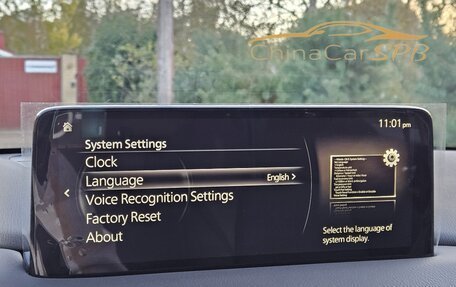 ChinaCarSPB
11:01 pm
System Settings
Clock
Language English >
Voice Recognition Settings
Factory Reset
About
Select the language of
system display.